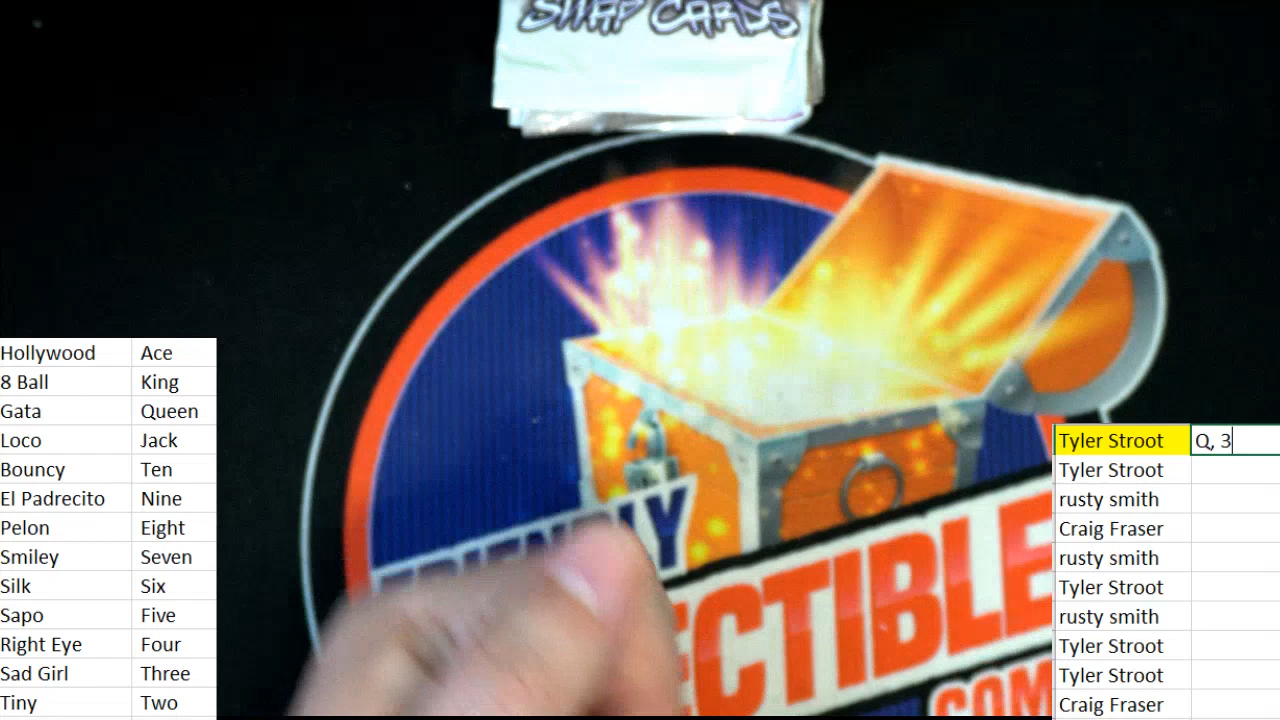 SWAP CARDS
Hollywood Ace
8 Ball King
Gata Queen
Loco Jack
Bouncy Ten
El Padrecito Nine
Pelon Eight
Smiley Seven
Silk Six
Sapo Five
Right Eye Four
Sad Girl Three
Tiny Two
Tyler Stroot Q, 3
Tyler Stroot
rusty smith
Craig Fraser
rusty smith
Tyler Stroot
rusty smith
Tyler Stroot
Tyler Stroot
Craig Fraser